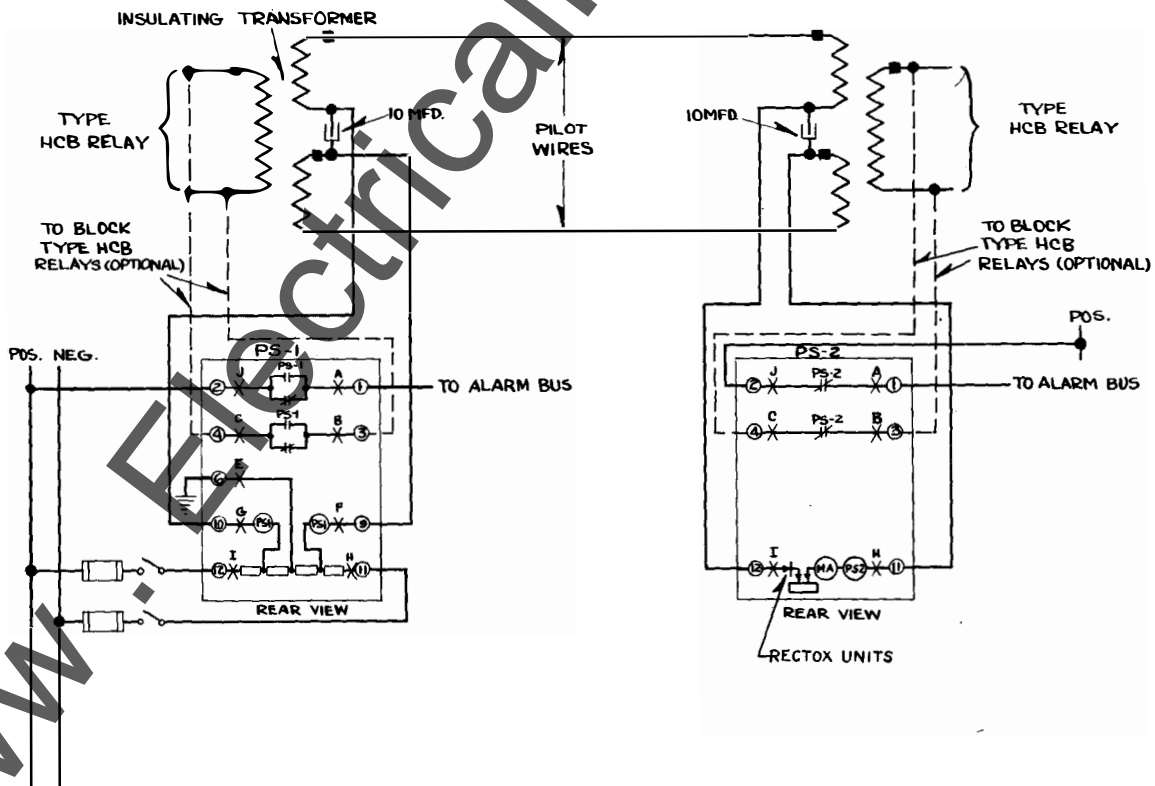 INSULATING TRANSFORMER
TYPE
HCB RELAY
10 MFD.
PILOT
WIRES
10MFD.
TYPE
HCB RELAY
TO BLOCK
TYPE HCB
RELAYS (OPTIONAL)
TO BLOCK
TYPE HCB
RELAYS (OPTIONAL)
POS.
POS. NEG.
PS-1
PS-2
2 J PS-1 A 1
TO ALARM BUS
2 J PS-2 A 1
TO ALARM BUS
4 C PS-1 B 3
4 C PS-2 B 3
6 E
10 G PS1 PS1 F 9
12 I H 11
12 I MA PS2 H 11
REAR VIEW
REAR VIEW
RECTOX UNITS
www. Electrical